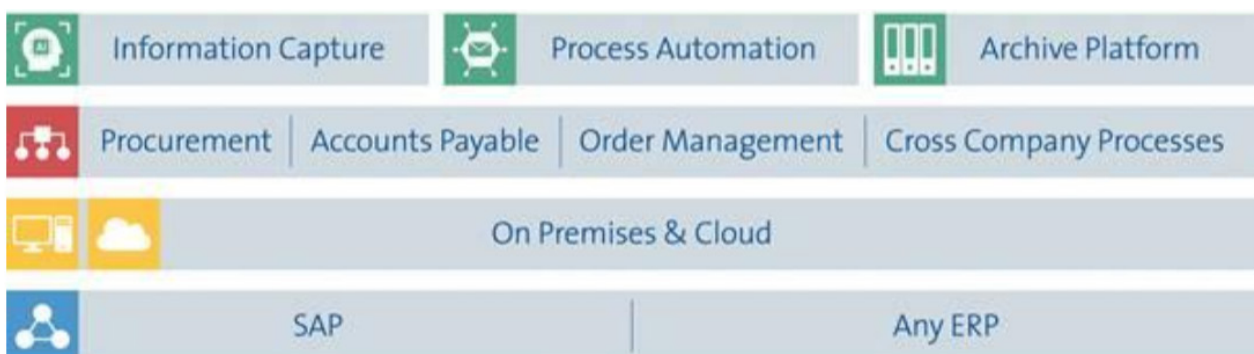 AI Information Capture Process Automation Archive Platform
Procurement Accounts Payable Order Management Cross Company Processes
On Premises & Cloud
SAP Any ERP